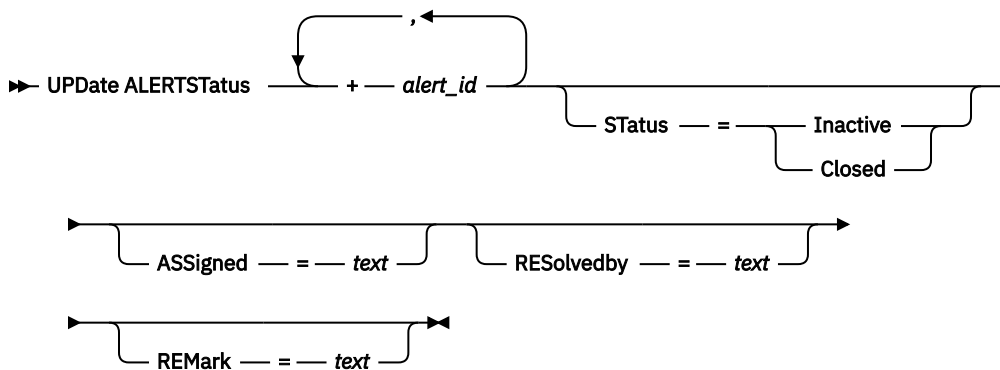 ,
UPDate ALERTSTatus + alert_id
STatus = Inactive
Closed
ASSigned = text RESolvedby = text
REMark = text